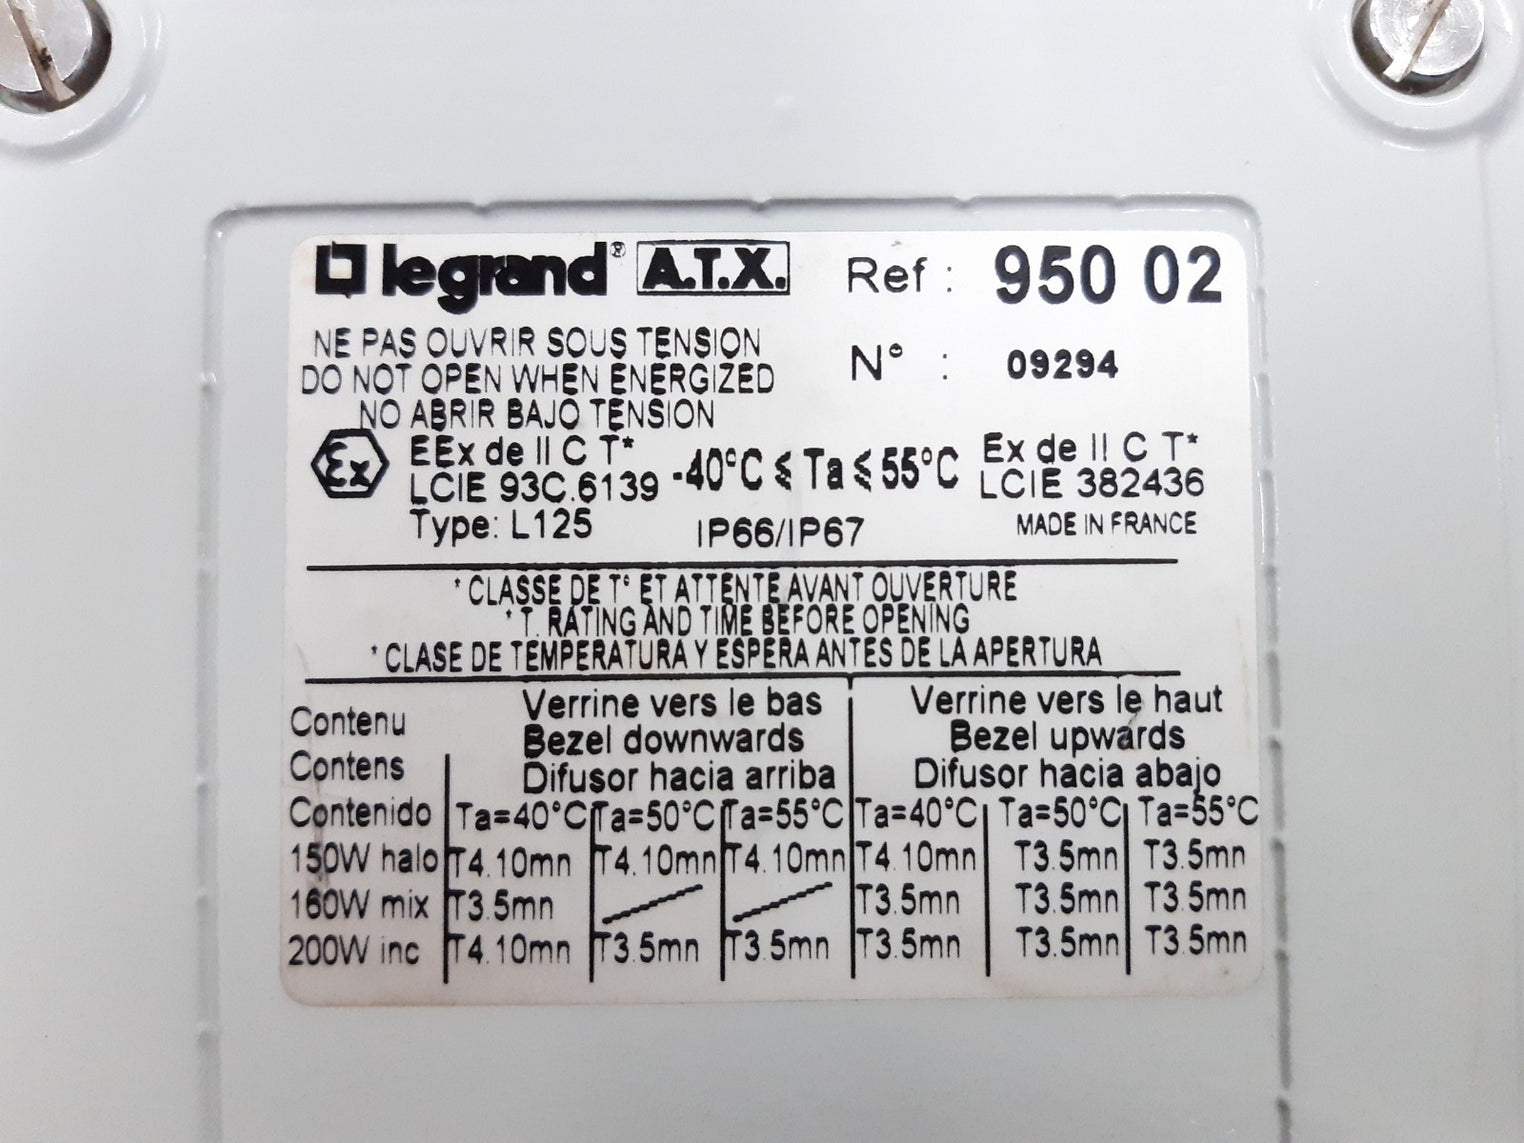 legrand® A.T.X. Ref : 950 02
NE PAS OUVRIR SOUS TENSION
DO NOT OPEN WHEN ENERGIZED
N° : 09294
NO ABRIR BAJO TENSION
Ex EEx de II C T* -40°C ≤ Ta ≤ 55°C Ex de II C T*
LCIE 93C.6139 LCIE 382436
Type: L125 IP66/IP67 MADE IN FRANCE
* CLASSE DE T° ET ATTENTE AVANT OUVERTURE
* T. RATING AND TIME BEFORE OPENING
* CLASE DE TEMPERATURA Y ESPERA ANTES DE LA APERTURA
Verrine vers le bas Verrine vers le haut
Contenu Bezel downwards Bezel upwards
Contens Difusor hacia arriba Difusor hacia abajo
Contenido Ta=40°C Ta=50°C Ta=55°C Ta=40°C Ta=50°C Ta=55°C
150W halo T4.10mn T4.10mn T4.10mn T4.10mn T3.5mn T3.5mn
160W mix T3.5mn T3.5mn T3.5mn T3.5mn
200W inc T4.10mn T3.5mn T3.5mn T3.5mn T3.5mn T3.5mn